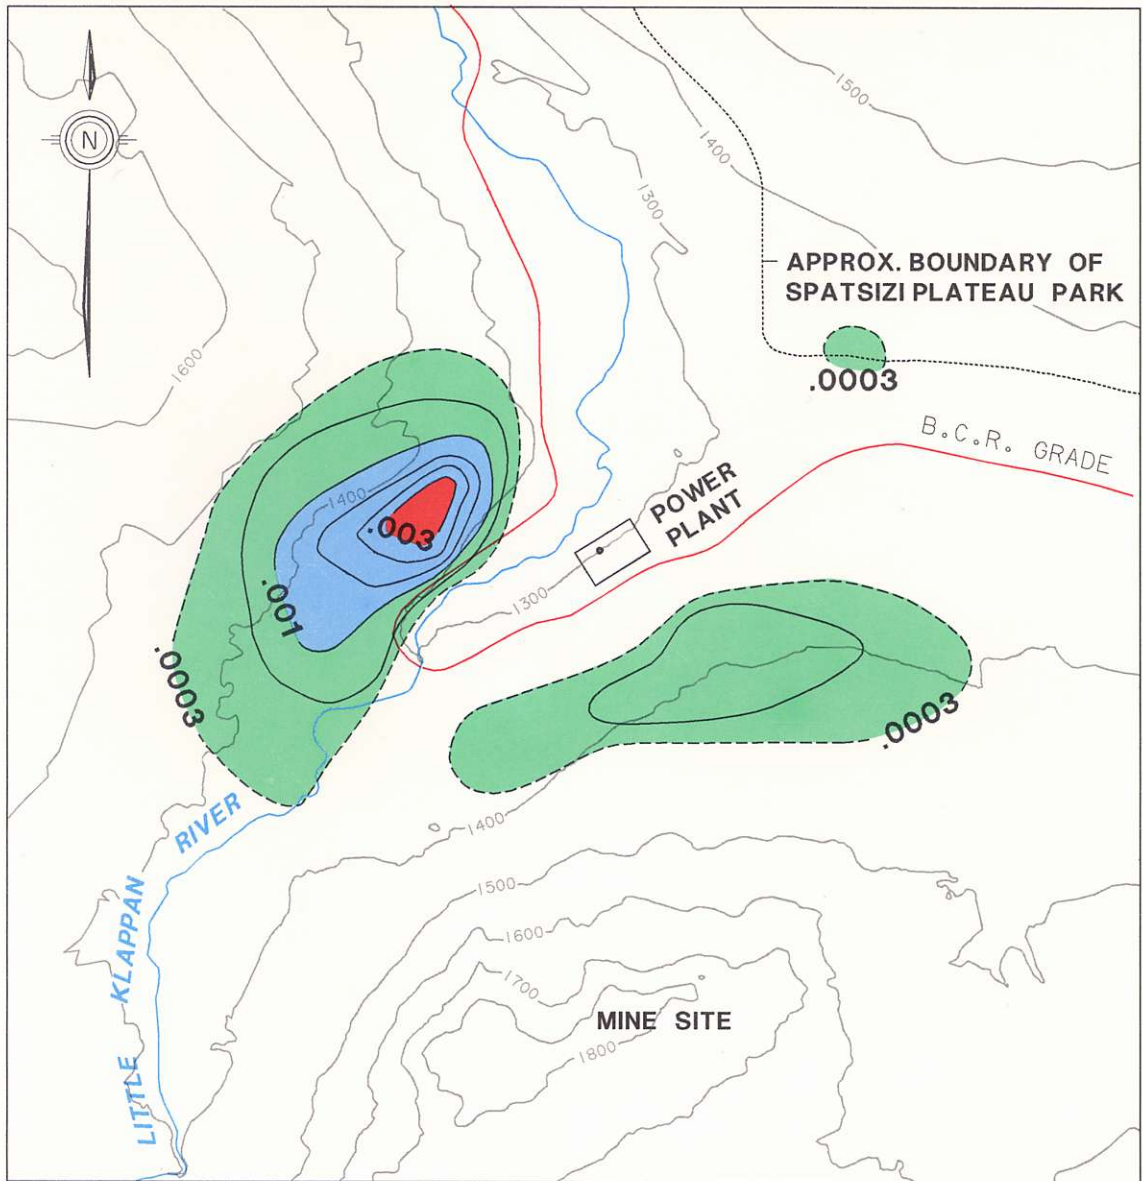 1500
1400
N
1300
APPROX. BOUNDARY OF
SPATSIZI PLATEAU PARK
1600
.0003
B.C.R. GRADE
POWER
PLANT
1400
.003
1300
.001
.0003
.0003
RIVER
1400
KLAPPAN
1500
1600
1700
MINE SITE
1800
LITTLE